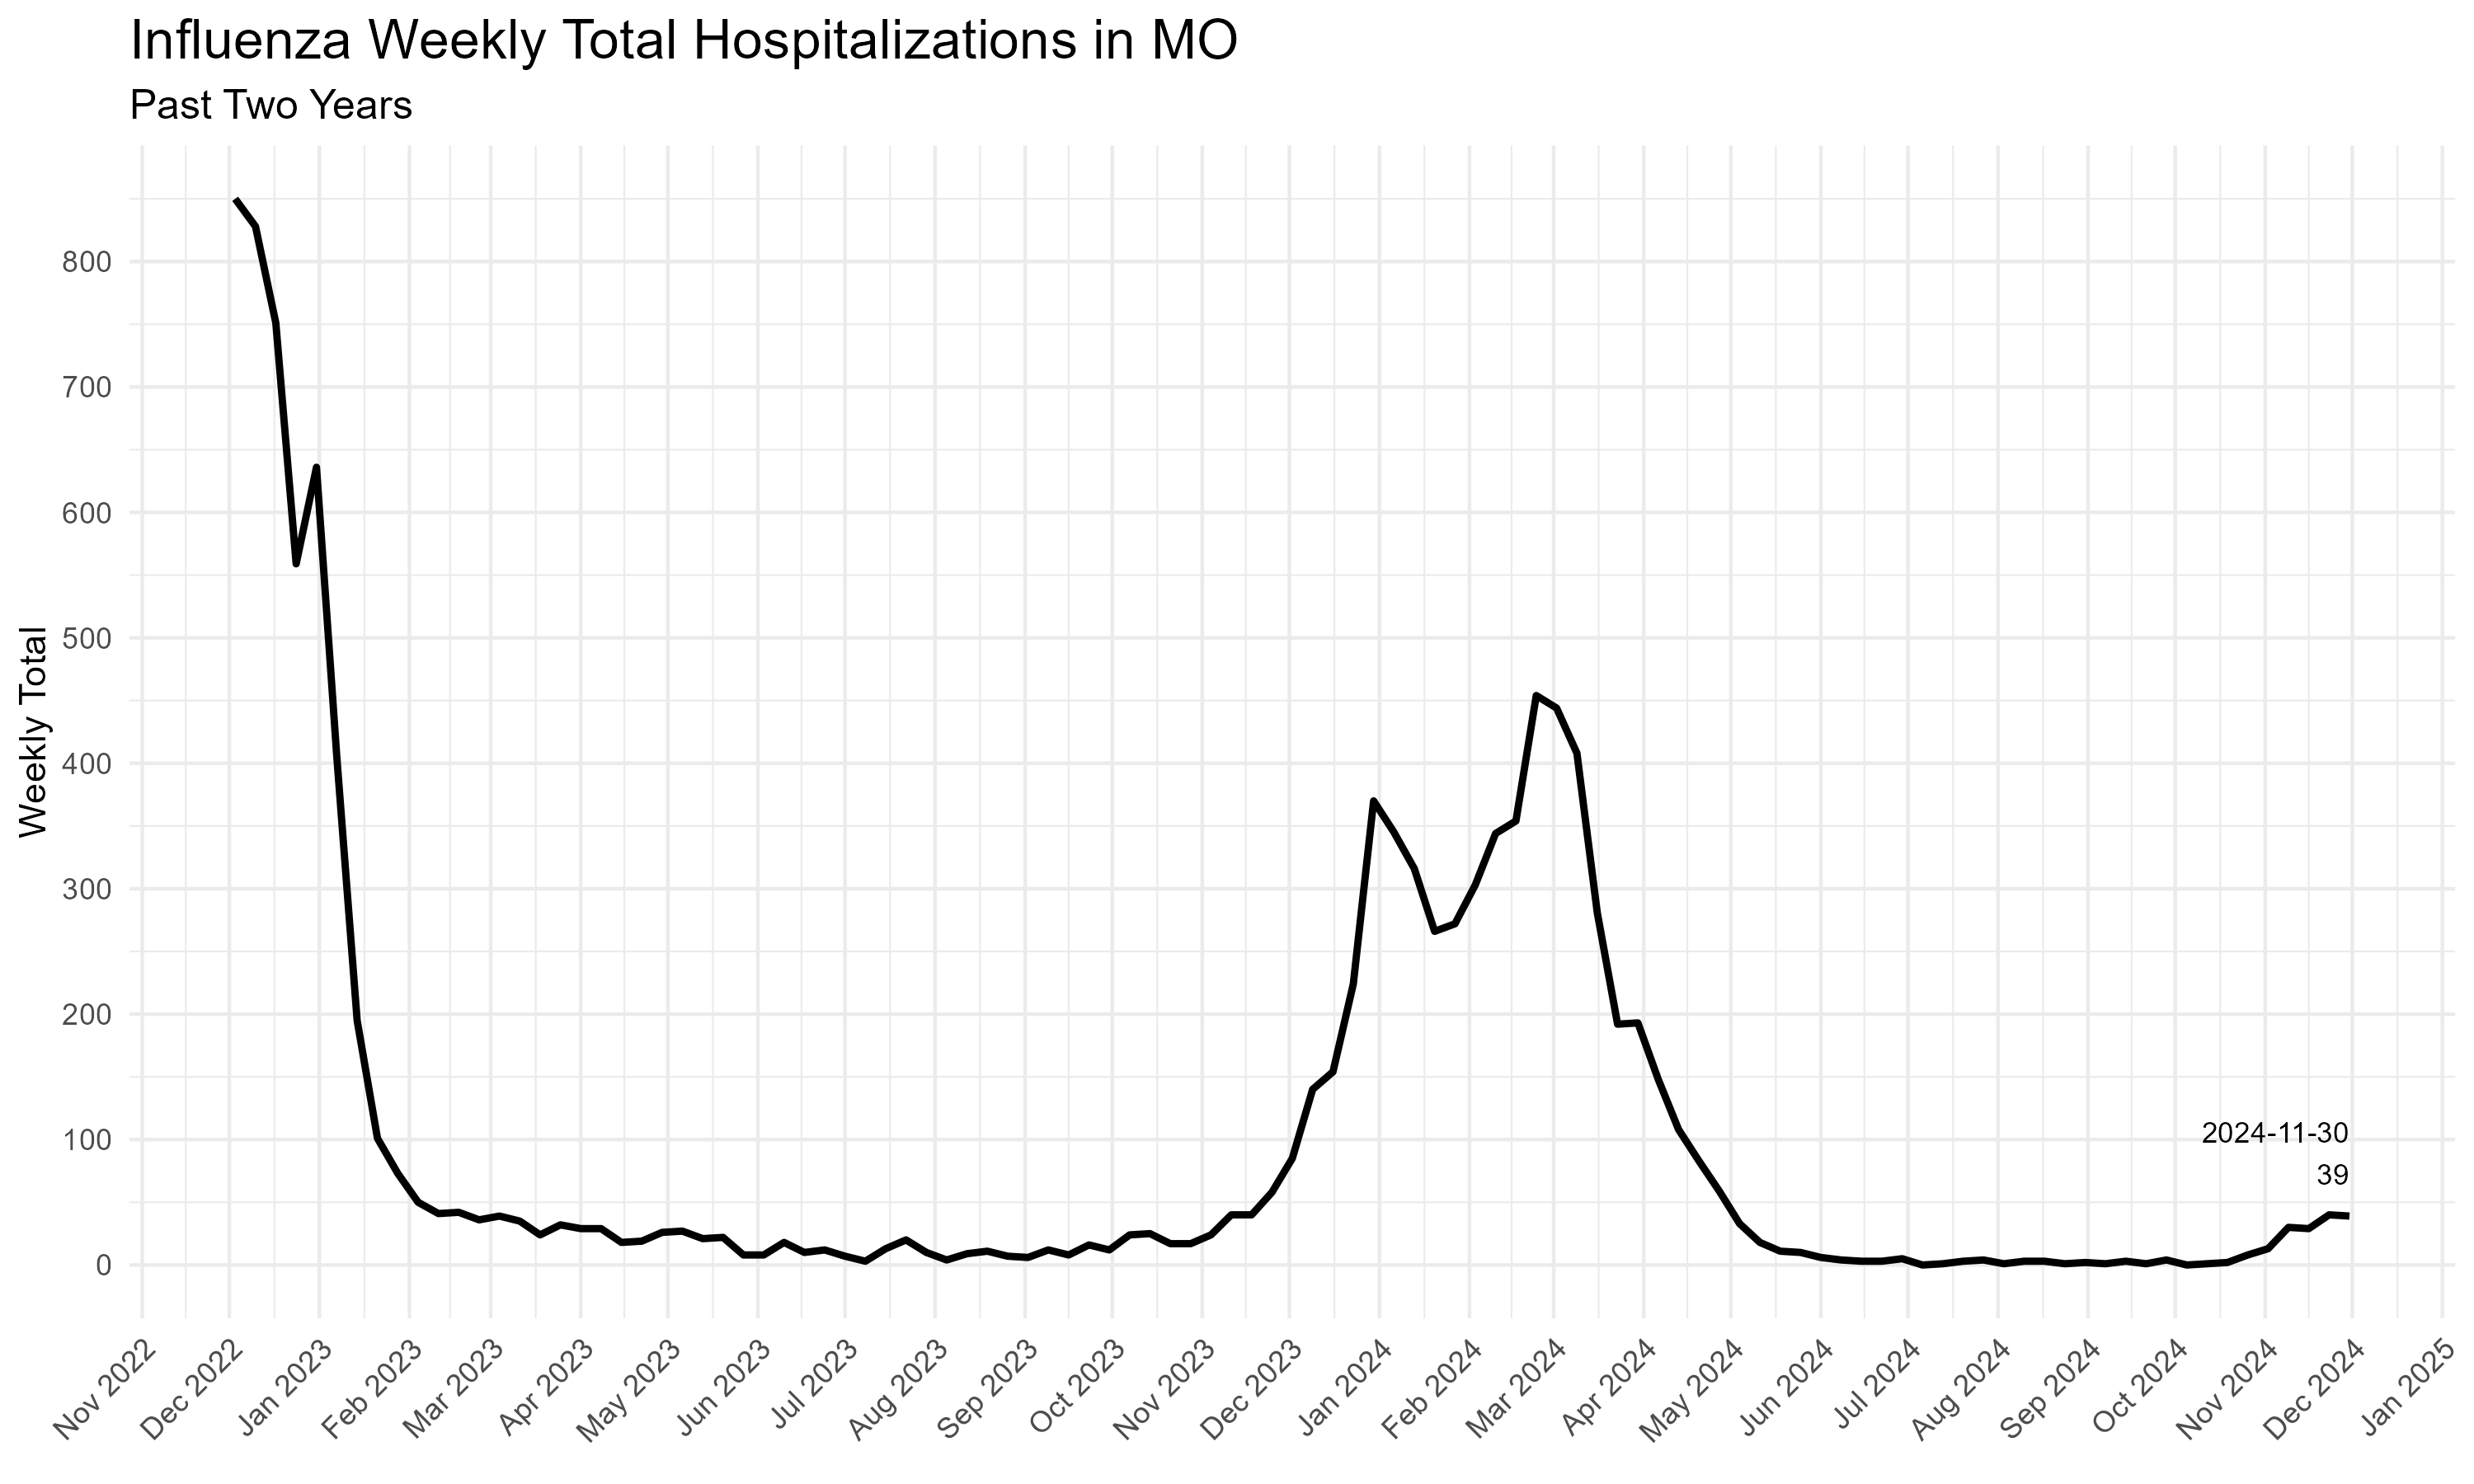 Influenza Weekly Total Hospitalizations in MO
Past Two Years
Weekly Total
800
700
600
500
400
300
200
100
0
2024-11-30
39
Nov 2022
Dec 2022
Jan 2023
Feb 2023
Mar 2023
Apr 2023
May 2023
Jun 2023
Jul 2023
Aug 2023
Sep 2023
Oct 2023
Nov 2023
Dec 2023
Jan 2024
Feb 2024
Mar 2024
Apr 2024
May 2024
Jun 2024
Jul 2024
Aug 2024
Sep 2024
Oct 2024
Nov 2024
Dec 2024
Jan 2025